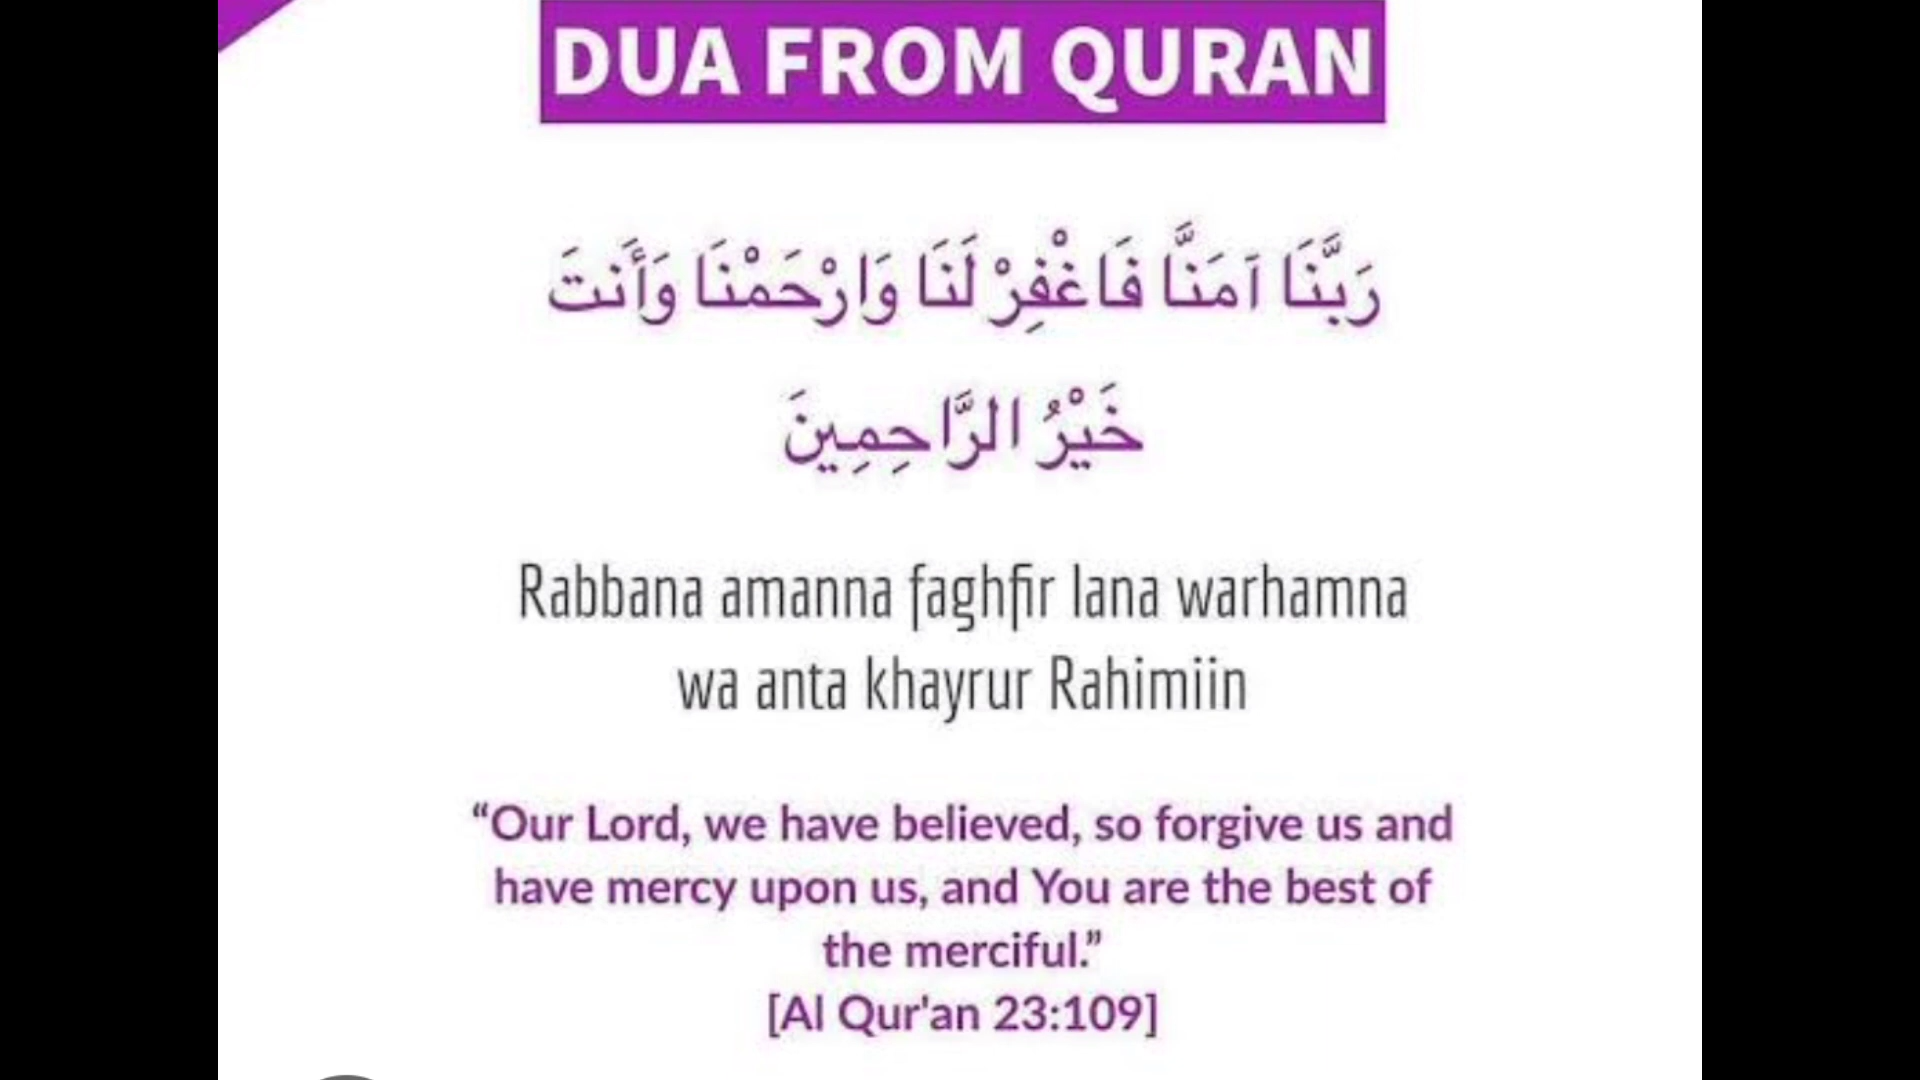 DUA FROM QURAN
رَبَّنَا آمَنَّا فَاغْفِرْ لَنَا وَارْحَمْنَا وَأَنتَ
خَيْرُ الرَّاحِمِينَ
Rabbana amanna faghfir lana warhamna
wa anta khayrur Rahimiin
“Our Lord, we have believed, so forgive us and
have mercy upon us, and You are the best of
the merciful.”
[Al Qur'an 23:109]